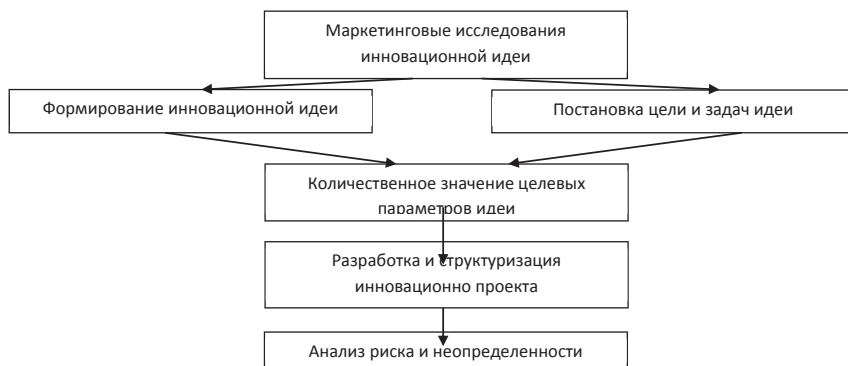 Маркетинговые исследования
инновационной идеи
Формирование инновационной идеи
Постановка цели и задач идеи
Количественное значение целевых
параметров идеи
Разработка и структуризация
инновационно проекта
Анализ риска и неопределенности